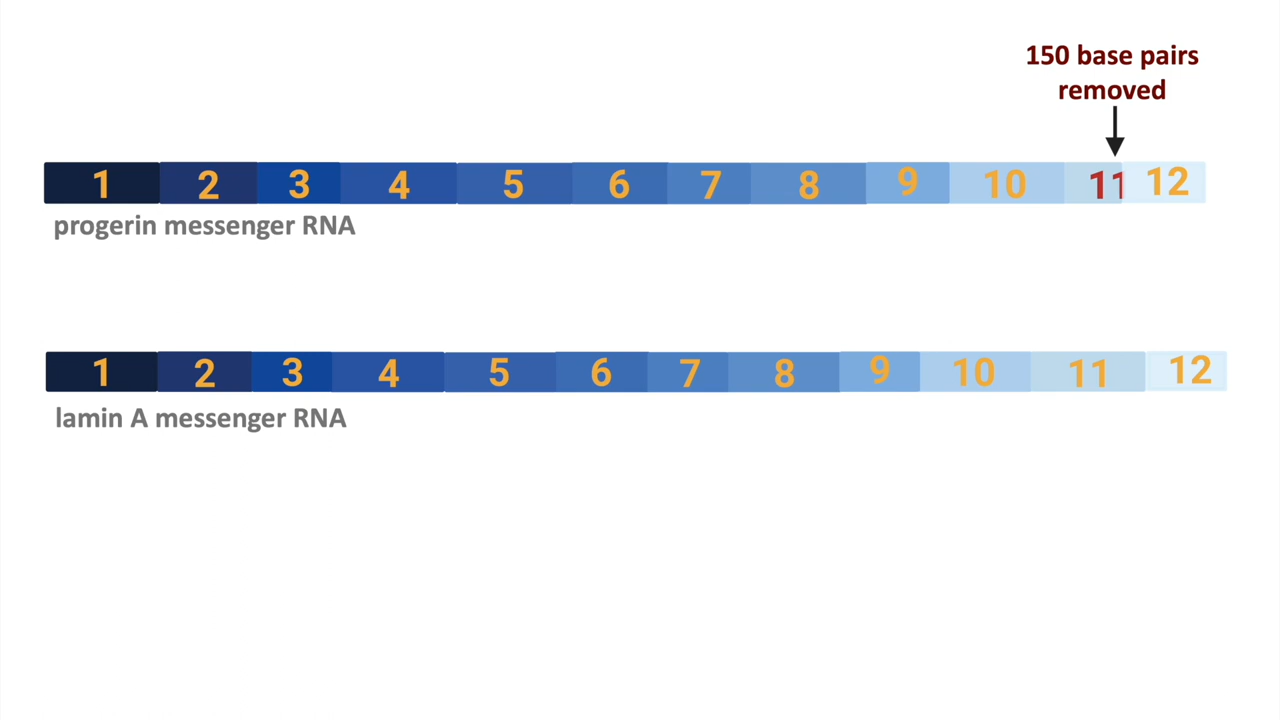 150 base pairs
removed
1 2 3 4 5 6 7 8 9 10 11 12
progerin messenger RNA
1 2 3 4 5 6 7 8 9 10 11 12
lamin A messenger RNA